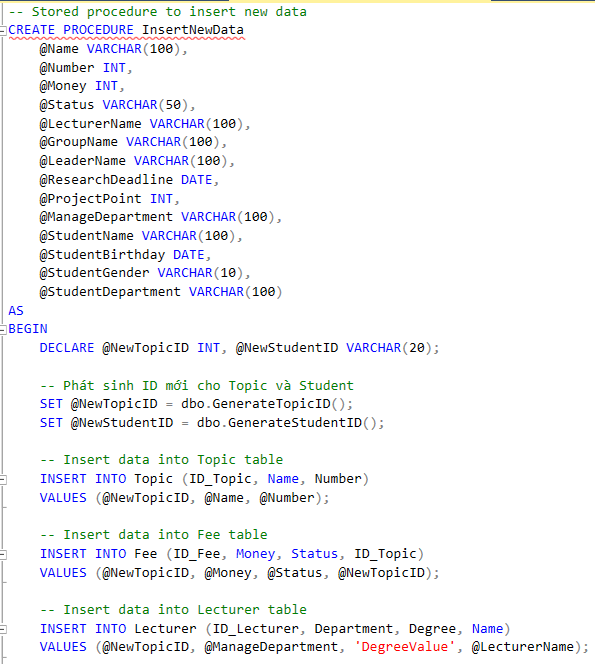 -- Stored procedure to insert new data
CREATE PROCEDURE InsertNewData
@Name VARCHAR(100),
@Number INT,
@Money INT,
@Status VARCHAR(50),
@LecturerName VARCHAR(100),
@GroupName VARCHAR(100),
@LeaderName VARCHAR(100),
@ResearchDeadline DATE,
@ProjectPoint INT,
@ManageDepartment VARCHAR(100),
@StudentName VARCHAR(100),
@StudentBirthday DATE,
@StudentGender VARCHAR(10),
@StudentDepartment VARCHAR(100)
AS
BEGIN
DECLARE @NewTopicID INT, @NewStudentID VARCHAR(20);
-- Phát sinh ID mới cho Topic và Student
SET @NewTopicID = dbo.GenerateTopicID();
SET @NewStudentID = dbo.GenerateStudentID();
-- Insert data into Topic table
INSERT INTO Topic (ID_Topic, Name, Number)
VALUES (@NewTopicID, @Name, @Number);
-- Insert data into Fee table
INSERT INTO Fee (ID_Fee, Money, Status, ID_Topic)
VALUES (@NewTopicID, @Money, @Status, @NewTopicID);
-- Insert data into Lecturer table
INSERT INTO Lecturer (ID_Lecturer, Department, Degree, Name)
VALUES (@NewTopicID, @ManageDepartment, 'DegreeValue', @LecturerName);